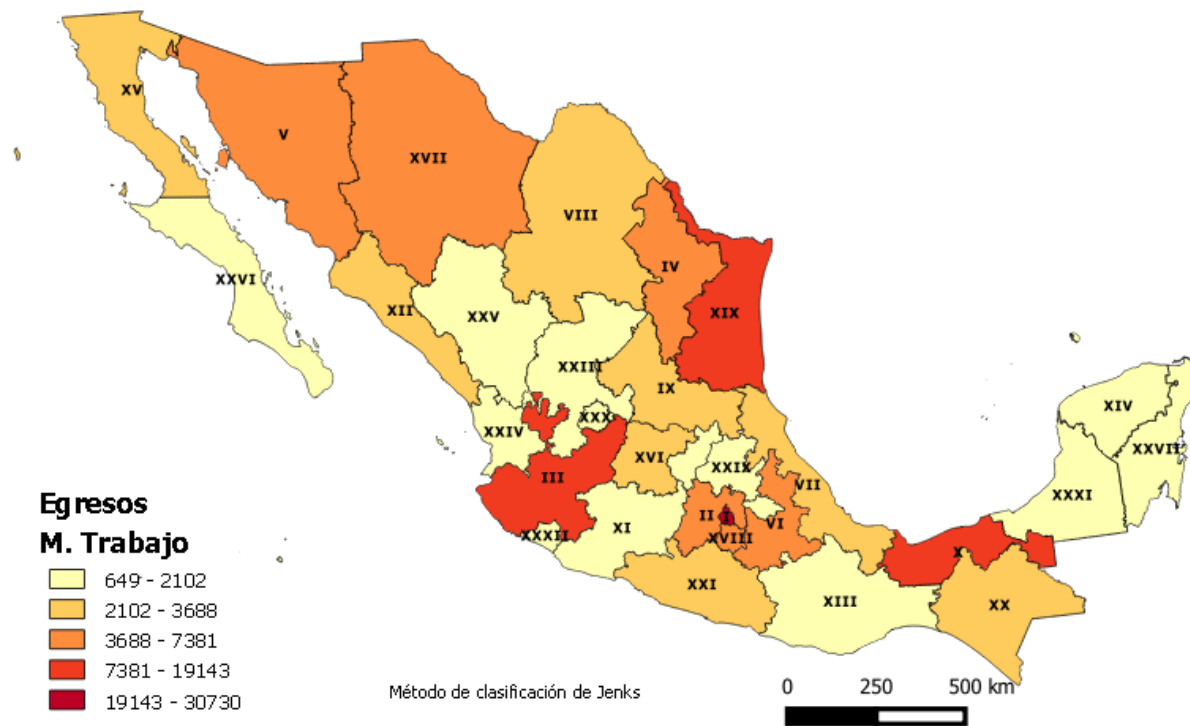 XV
V
XVII
VIII
IV
XXVI
XII
XIX
XXV
XXIII
IX
XXX
XXIV
XIV
XVI
XXIX
XXVII
III
VII
XXXI
II
I
VI
XXXII
XI
XVIII
X
XXI
XIII
XX
Egresos
M. Trabajo
649 - 2102
2102 - 3688
3688 - 7381
7381 - 19143
19143 - 30730
Método de clasificación de Jenks
0 250 500 km